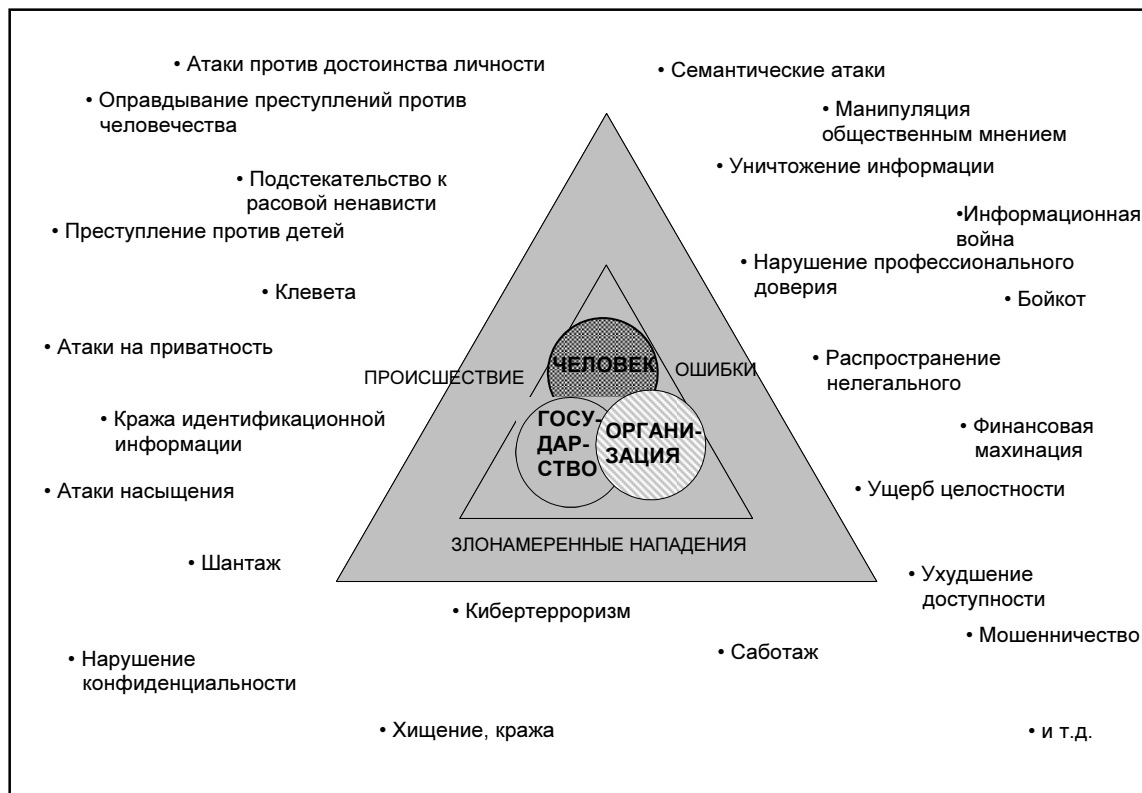 • Атаки против достоинства личности
• Семантические атаки
• Оправдывание преступлений против
человечества
• Манипуляция
общественным мнением
• Уничтожение информации
• Подстекательство к
расовой ненависти
• Преступление против детей
•Информационная
война
• Нарушение профессионального
доверия
• Клевета
• Бойкот
• Атаки на приватность
• Распространение
нелегального
ПРОИСШЕСТВИЕ
ЧЕЛОВЕК
ОШИБКИ
• Кража идентификационной
информации
ГОСУ-
ДАР-
СТВО
ОРГАНИ-
ЗАЦИЯ
• Финансовая
махинация
• Атаки насыщения
• Ущерб целостности
ЗЛОНАМЕРЕННЫЕ НАПАДЕНИЯ
• Шантаж
• Ухудшение
доступности
• Кибертерроризм
• Мошенничество
• Саботаж
• Нарушение
конфиденциальности
• Хищение, кража
• и т.д.